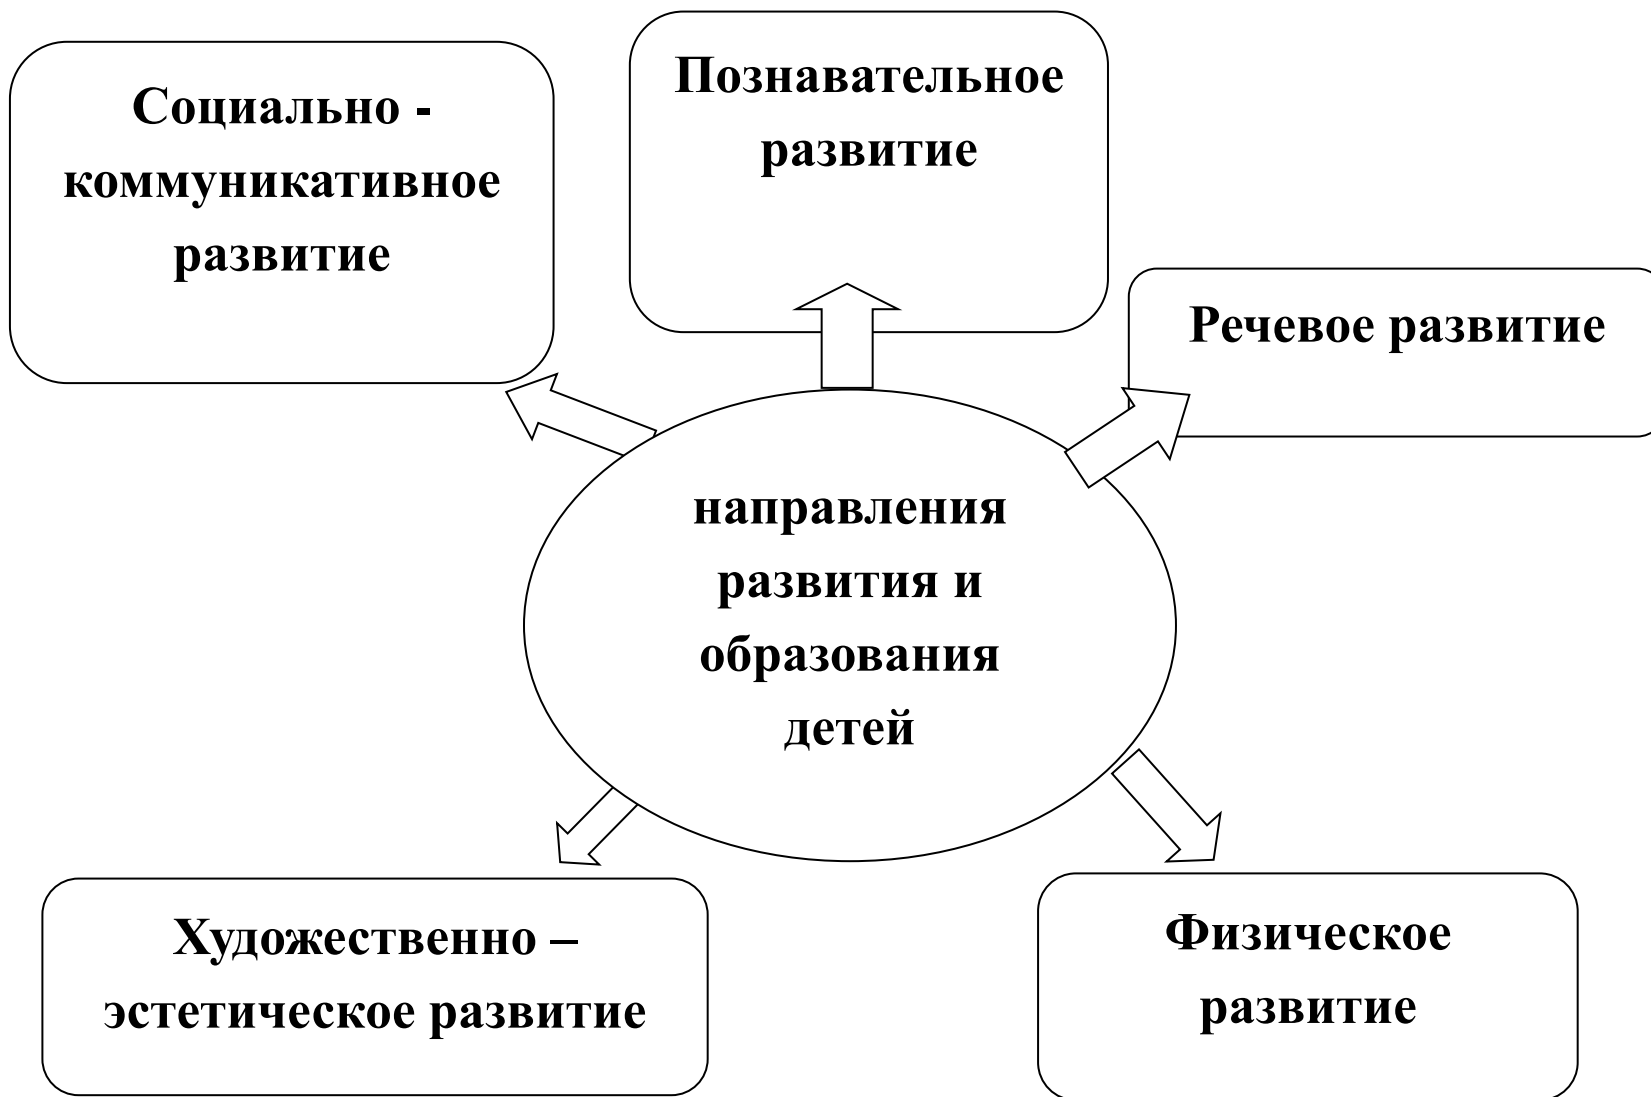 Социально -
коммуникативное
развитие
Познавательное
развитие
Речевое развитие
направления
развития и
образования
детей
Художественно –
эстетическое развитие
Физическое
развитие